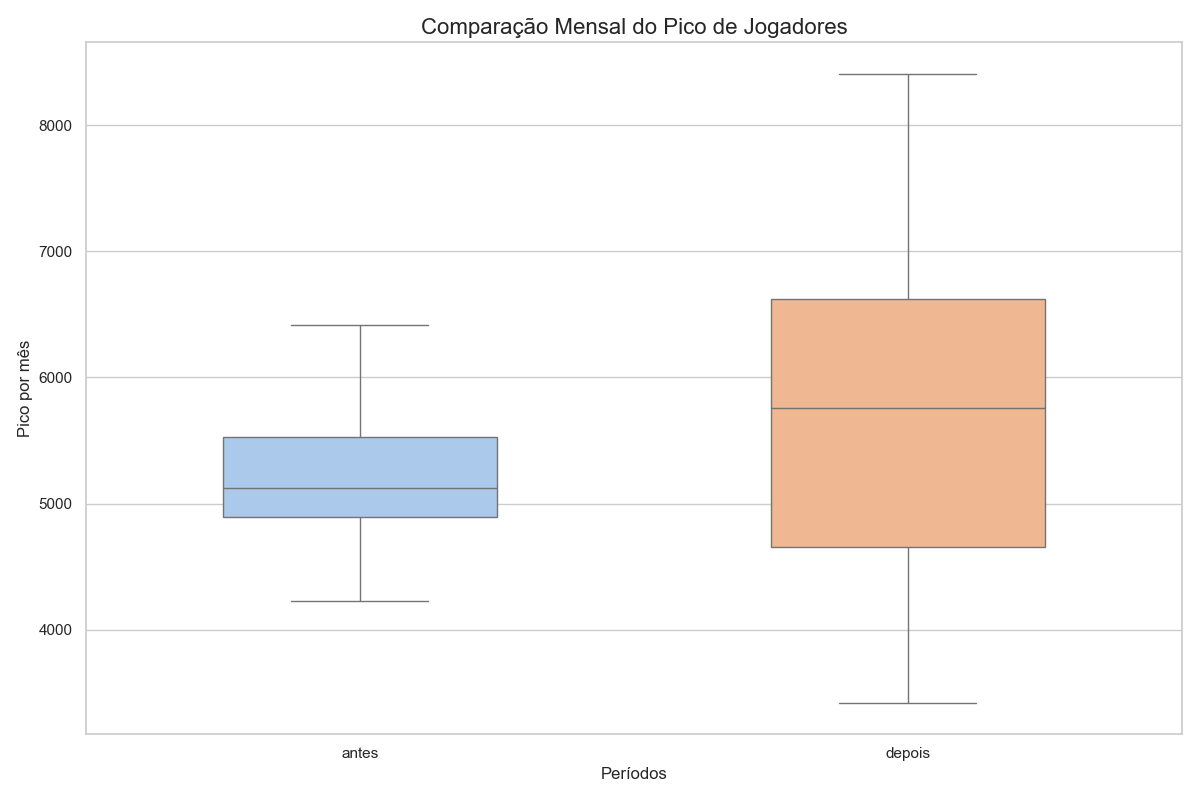 Comparação Mensal do Pico de Jogadores
8000
7000
6000
5000
4000
Pico por mês
antes
depois
Períodos